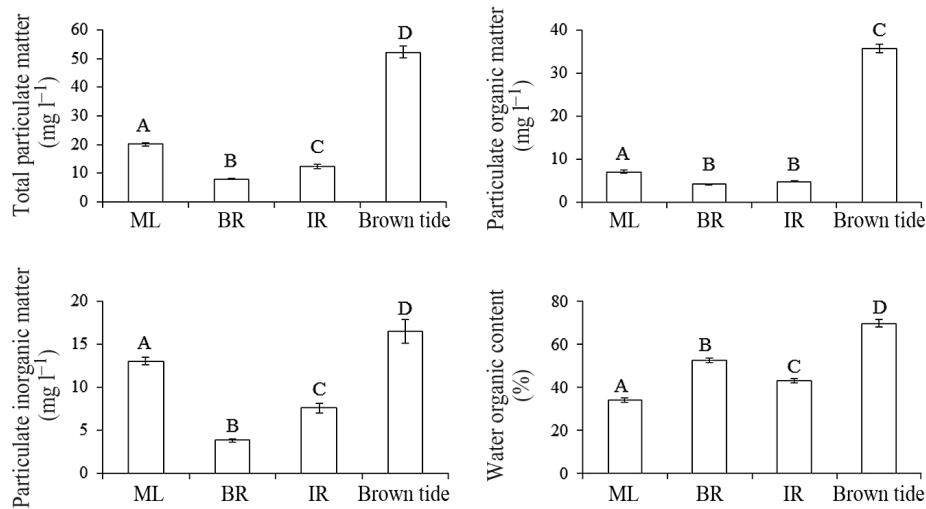 Total particulate matter
(mg l⁻¹)
60
50
40
30
20
10
0
A
B
C
D
ML BR IR Brown tide
Particulate organic matter
(mg l⁻¹)
40
30
20
10
0
A
B
B
C
ML BR IR Brown tide
Particulate inorganic matter
(mg l⁻¹)
20
15
10
5
0
A
B
C
D
ML BR IR Brown tide
Water organic content
(%)
80
60
40
20
0
A
B
C
D
ML BR IR Brown tide